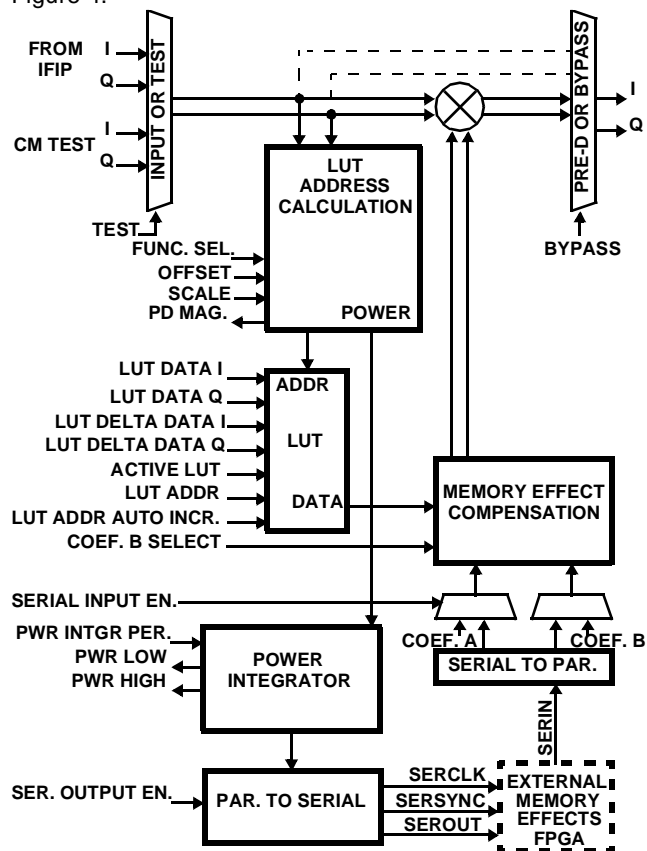 Figure 4.
FROM
IFIP
I
Q
CM TEST
I
Q
INPUT OR TEST
TEST
PRE-D OR BYPASS
I
Q
BYPASS
LUT
ADDRESS
CALCULATION
POWER
FUNC. SEL.
OFFSET
SCALE
PD MAG.
LUT DATA I
LUT DATA Q
LUT DELTA DATA I
LUT DELTA DATA Q
ACTIVE LUT
LUT ADDR
LUT ADDR AUTO INCR.
COEF. B SELECT
ADDR
LUT
DATA
MEMORY EFFECT
COMPENSATION
SERIAL INPUT EN.
COEF. A
COEF. B
SERIAL TO PAR.
PWR INTGR PER.
PWR LOW
PWR HIGH
POWER
INTEGRATOR
SERIN
SER. OUTPUT EN.
PAR. TO SERIAL
SERCLK
SERSYNC
SEROUT
EXTERNAL
MEMORY
EFFECTS
FPGA